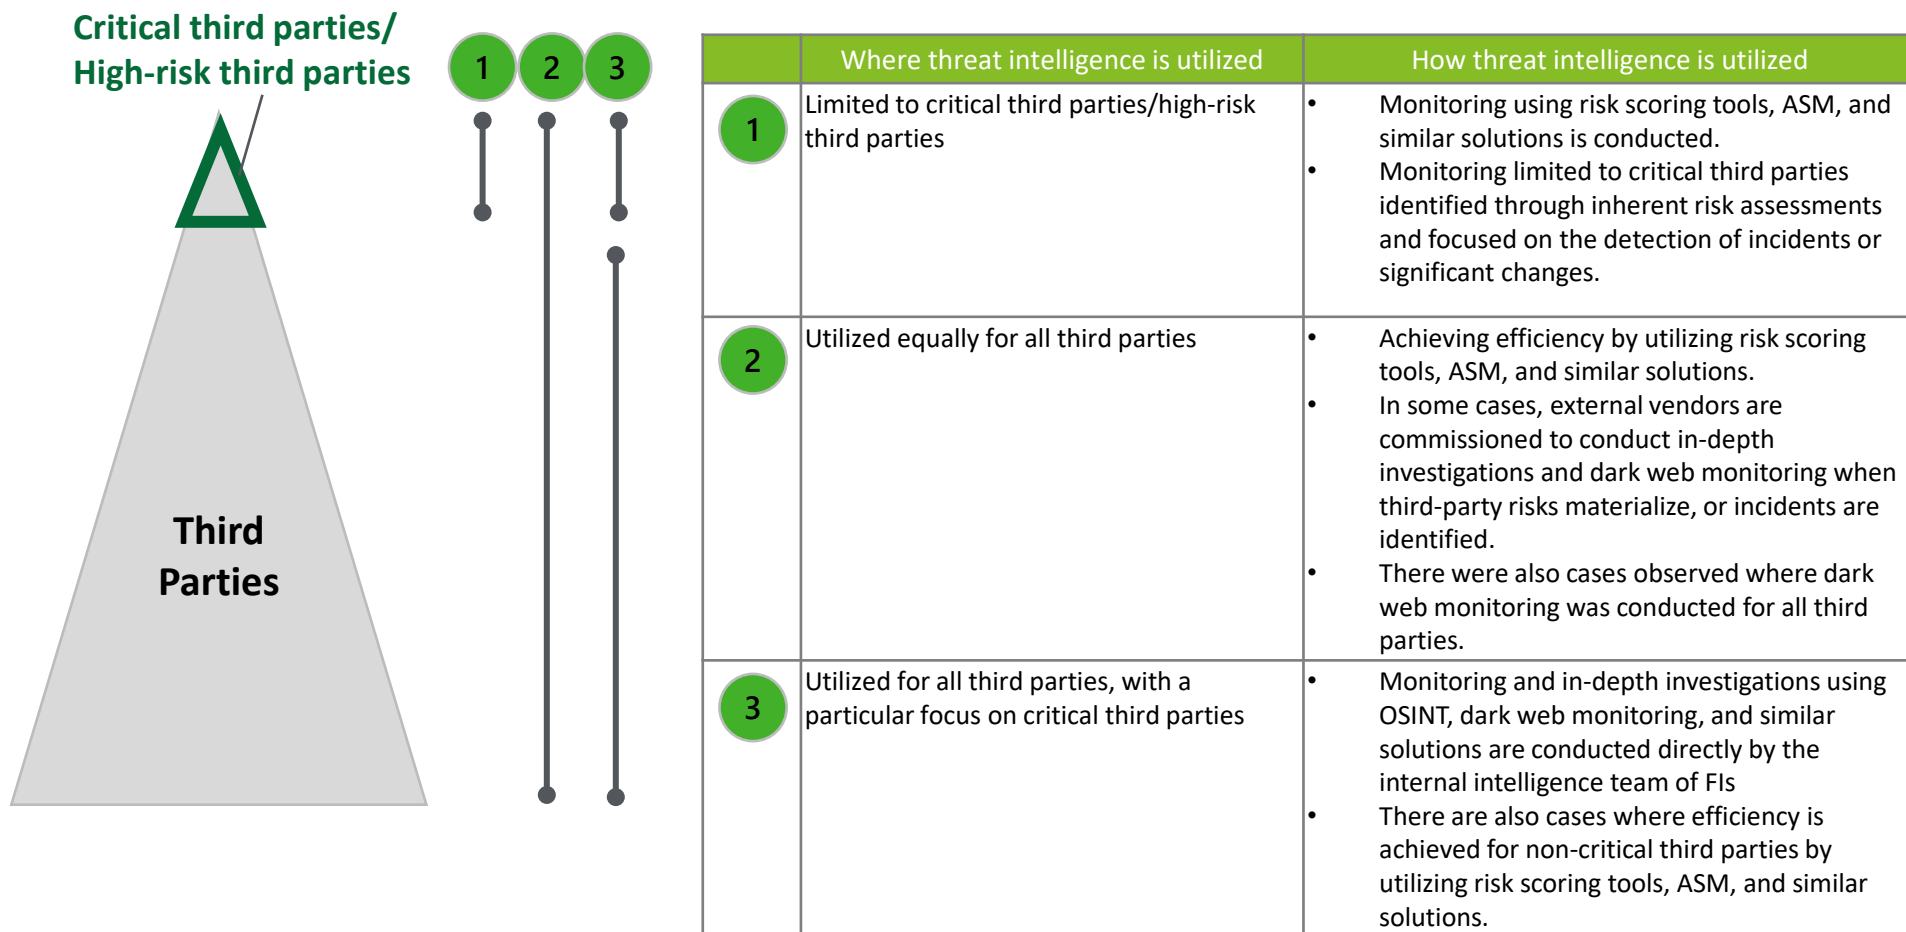 Critical third parties/
High-risk third parties
1 2 3
Third
Parties
Where threat intelligence is utilized
How threat intelligence is utilized
1
Limited to critical third parties/high-risk
third parties
• Monitoring using risk scoring tools, ASM, and
similar solutions is conducted.
• Monitoring limited to critical third parties
identified through inherent risk assessments
and focused on the detection of incidents or
significant changes.
2
Utilized equally for all third parties
• Achieving efficiency by utilizing risk scoring
tools, ASM, and similar solutions.
• In some cases, external vendors are
commissioned to conduct in-depth
investigations and dark web monitoring when
third-party risks materialize, or incidents are
identified.
• There were also cases observed where dark
web monitoring was conducted for all third
parties.
3
Utilized for all third parties, with a
particular focus on critical third parties
• Monitoring and in-depth investigations using
OSINT, dark web monitoring, and similar
solutions are conducted directly by the
internal intelligence team of FIs
• There are also cases where efficiency is
achieved for non-critical third parties by
utilizing risk scoring tools, ASM, and similar
solutions.